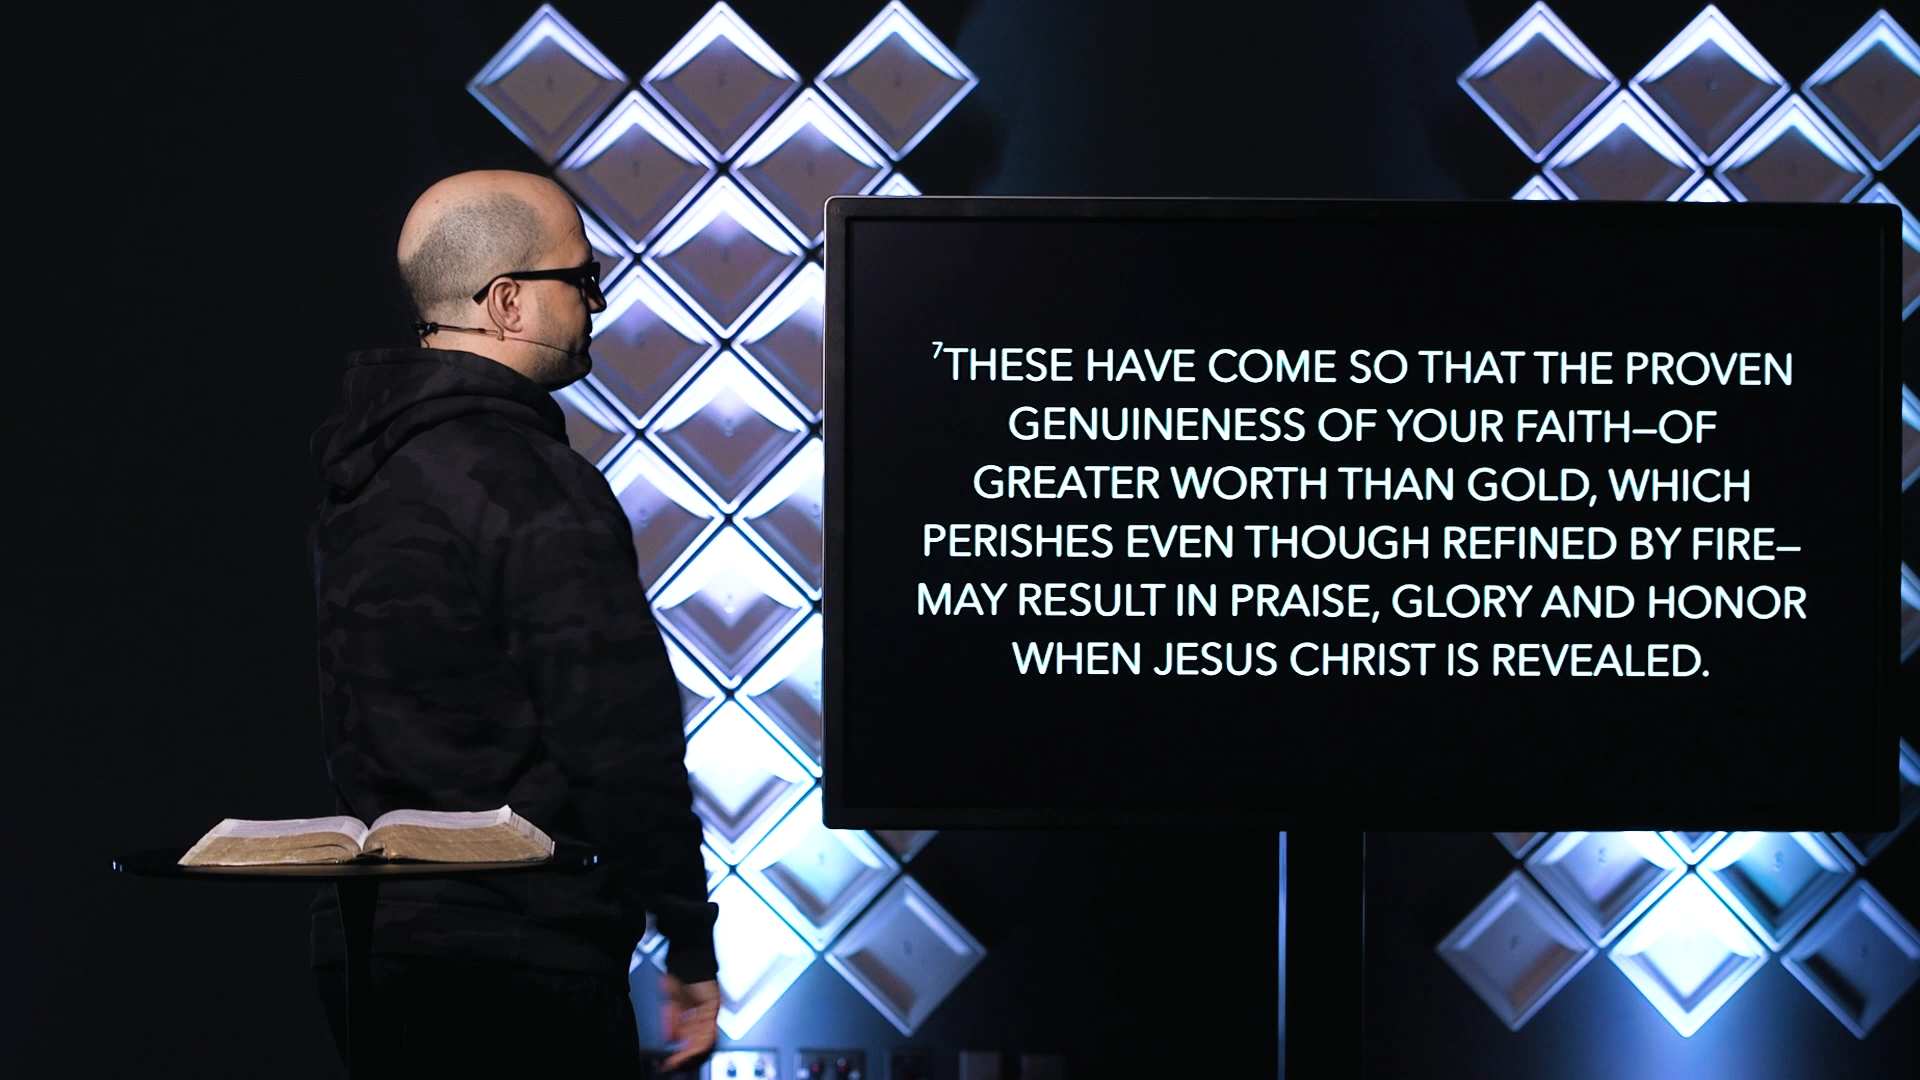 ⁷THESE HAVE COME SO THAT THE PROVEN
GENUINENESS OF YOUR FAITH—OF
GREATER WORTH THAN GOLD, WHICH
PERISHES EVEN THOUGH REFINED BY FIRE—
MAY RESULT IN PRAISE, GLORY AND HONOR
WHEN JESUS CHRIST IS REVEALED.